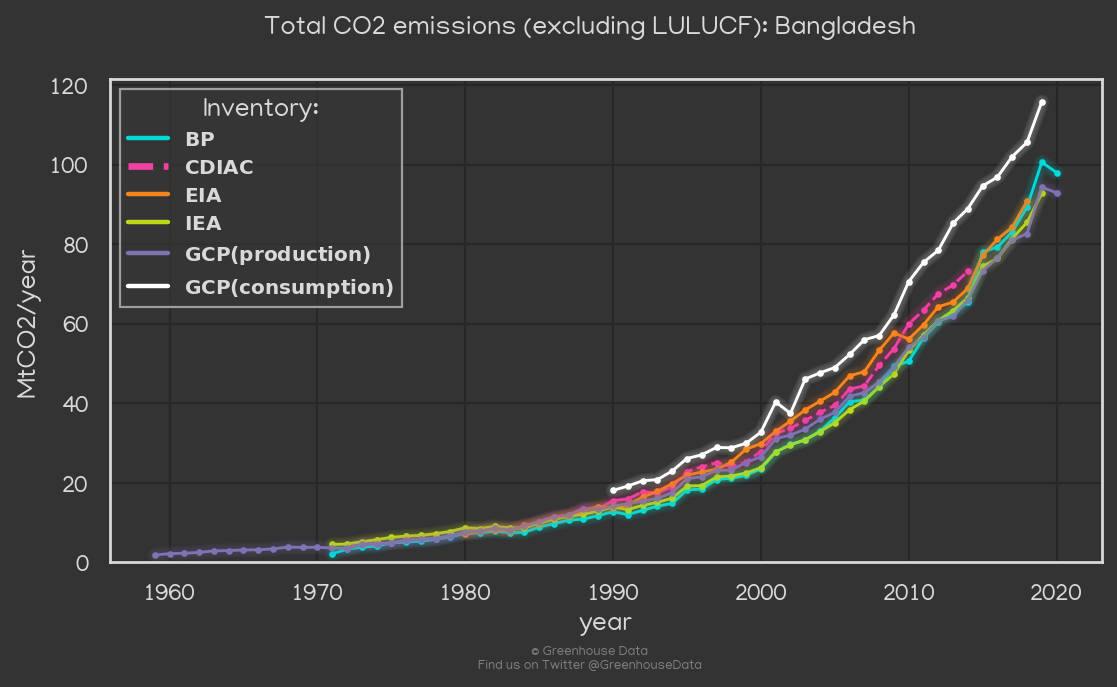 Total CO2 emissions (excluding LULUCF): Bangladesh
Inventory:
BP
CDIAC
EIA
IEA
GCP(production)
GCP(consumption)
MtCO2/year
120
100
80
60
40
20
0
1960 1970 1980 1990 2000 2010 2020
year
© Greenhouse Data
Find us on Twitter @GreenhouseData